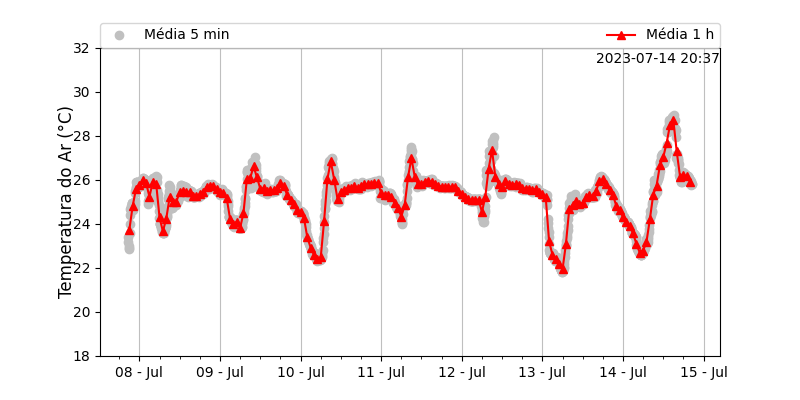 Média 5 min
Média 1 h
2023-07-14 20:37
Temperatura do Ar (°C)
32
30
28
26
24
22
20
18
08 - Jul
09 - Jul
10 - Jul
11 - Jul
12 - Jul
13 - Jul
14 - Jul
15 - Jul